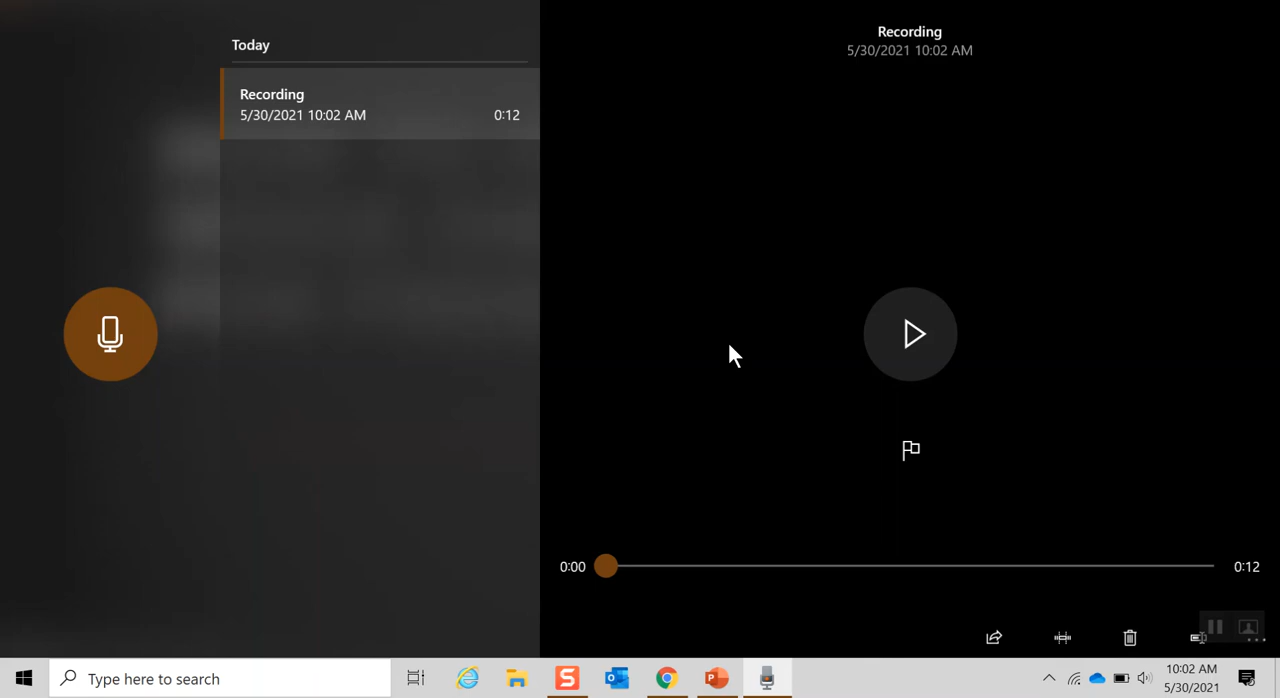 Today
Recording
5/30/2021 10:02 AM 0:12
Recording
5/30/2021 10:02 AM
0:00 0:12
Type here to search
10:02 AM
5/30/2021